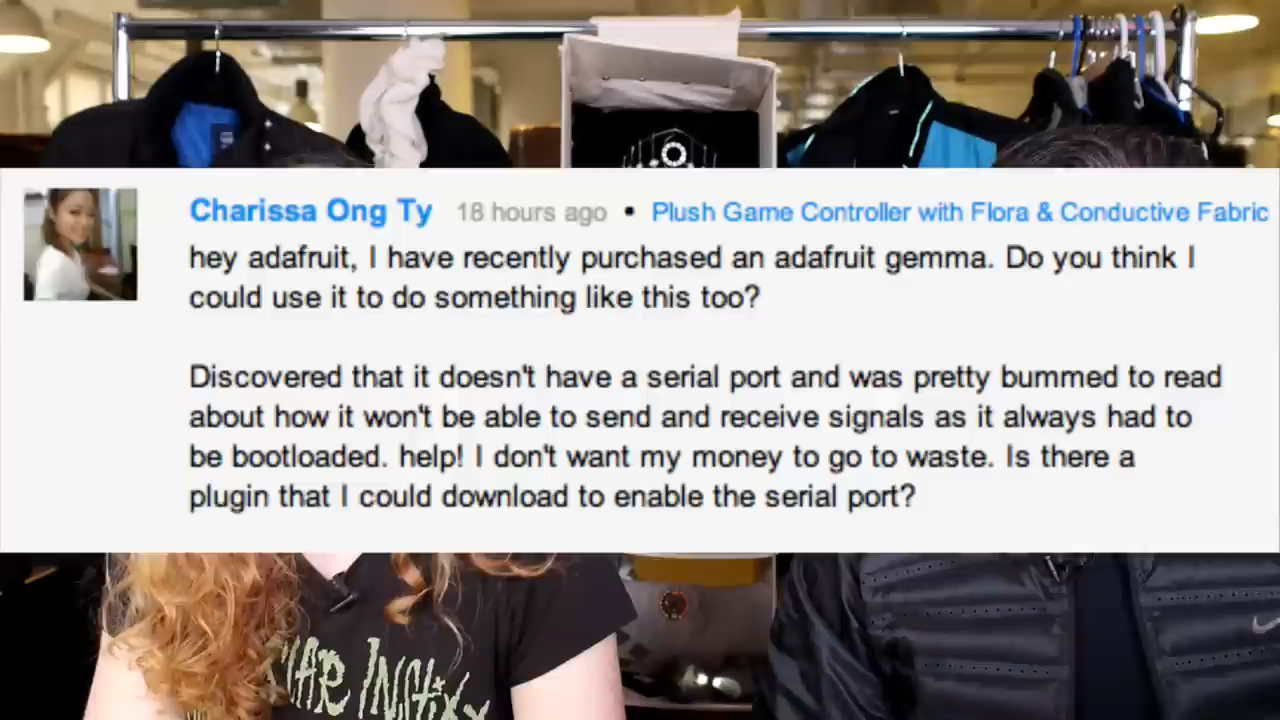 Charissa Ong Ty 18 hours ago • Plush Game Controller with Flora & Conductive Fabric
hey adafruit, I have recently purchased an adafruit gemma. Do you think I
could use it to do something like this too?
Discovered that it doesn't have a serial port and was pretty bummed to read
about how it won't be able to send and receive signals as it always had to
be bootloaded. help! I don't want my money to go to waste. Is there a
plugin that I could download to enable the serial port?